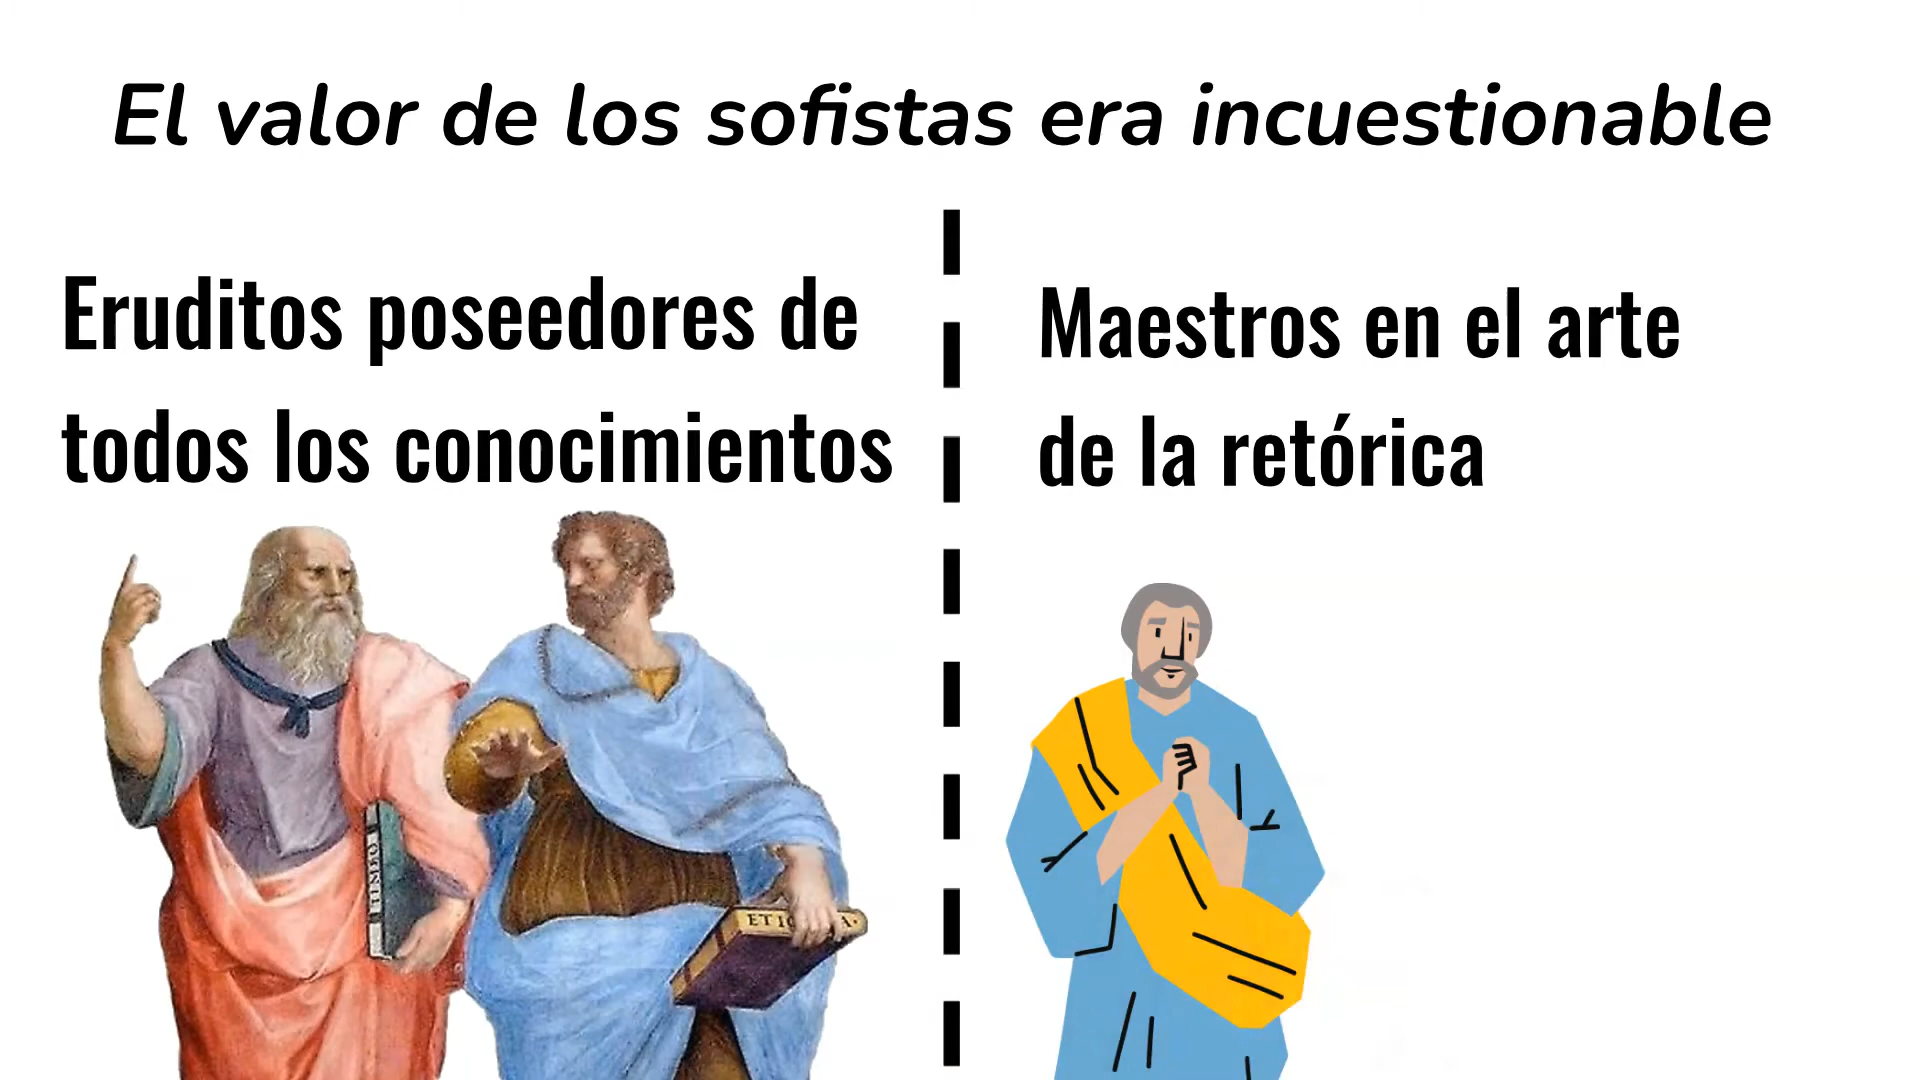 El valor de los sofistas era incuestionable
Eruditos poseedores de
todos los conocimientos
Maestros en el arte
de la retórica
TIMEO